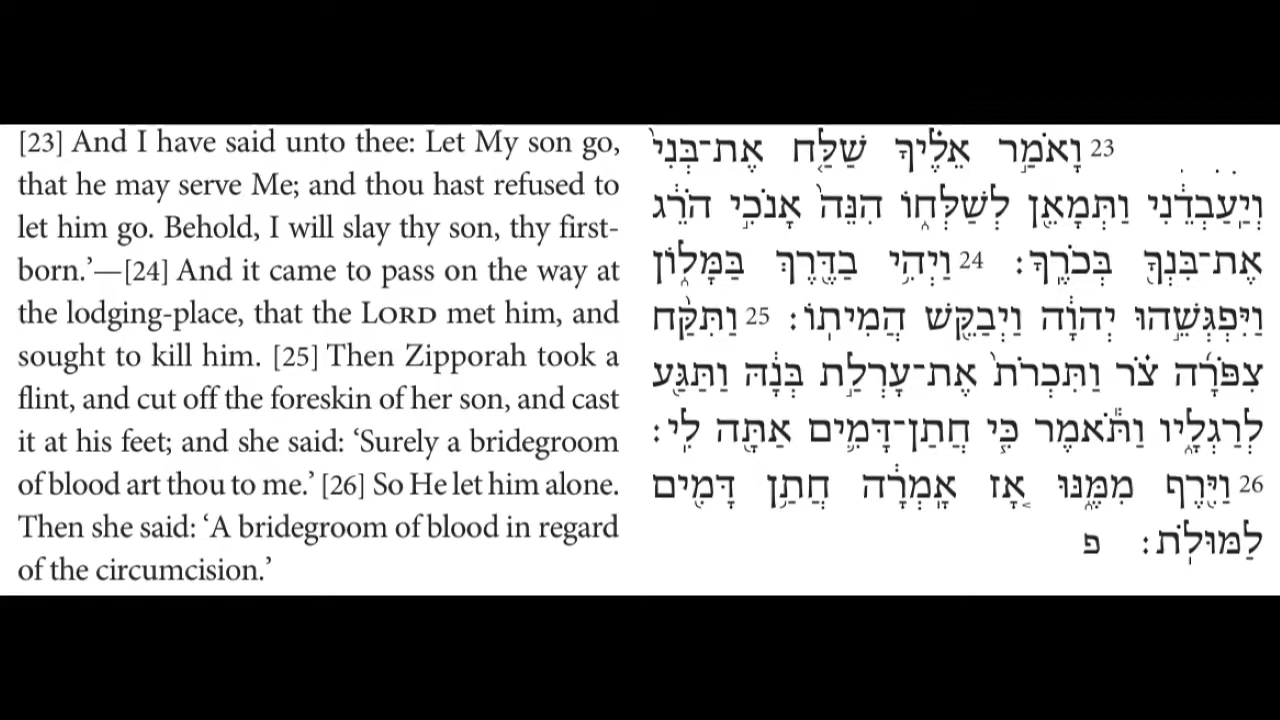 [23] And I have said unto thee: Let My son go,
that he may serve Me; and thou hast refused to
let him go. Behold, I will slay thy son, thy first-
born.’—[24] And it came to pass on the way at
the lodging-place, that the LORD met him, and
sought to kill him. [25] Then Zipporah took a
flint, and cut off the foreskin of her son, and cast
it at his feet; and she said: ‘Surely a bridegroom
of blood art thou to me.’ [26] So He let him alone.
Then she said: ‘A bridegroom of blood in regard
of the circumcision.’
23 וָאֹמַ֣ר אֵלֶ֗יךָ שַׁלַּ֤ח אֶת־בְּנִי֙
וְיַ֣עַבְדֵ֔נִי וַתְּמָאֵ֖ן לְשַׁלְּח֑וֹ הִנֵּה֙ אָנֹכִ֣י הֹרֵ֔ג
אֶת־בִּנְךָ֖ בְּכֹרֶֽךָ׃ 24 וַיְהִ֥י בַדֶּ֖רֶךְ בַּמָּל֑וֹן
וַיִּפְגְּשֵׁ֣הוּ יְהוָ֔ה וַיְבַקֵּ֖שׁ הֲמִיתֽוֹ׃ 25 וַתִּקַּ֨ח
צִפֹּרָ֜ה צֹ֗ר וַתִּכְרֹת֙ אֶת־עָרְלַ֣ת בְּנָ֔הּ וַתַּגַּ֖ע
לְרַגְלָ֑יו וַתֹּ֕אמֶר כִּ֧י חֲתַן־דָּמִ֛ים אַתָּ֖ה לִֽי׃
26 וַיִּ֖רֶף מִמֶּ֑נּוּ אָ֚ז אָֽמְרָ֔ה חֲתַ֥ן דָּמִ֖ים
לַמּוּלֹֽת׃ פ